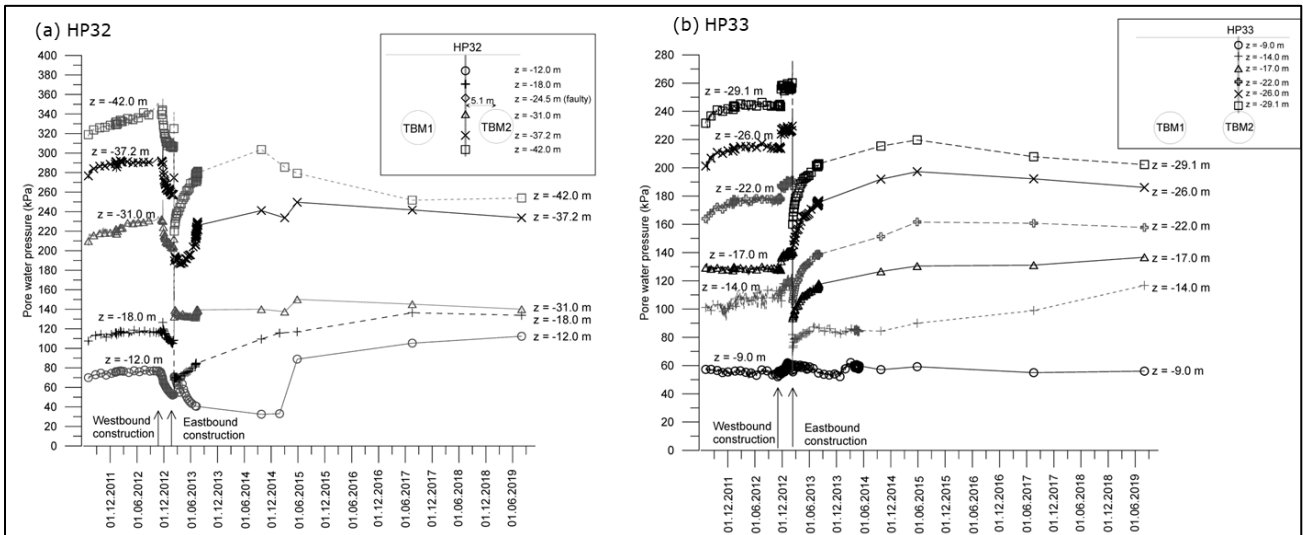 (a) HP32
HP32
z = -12.0 m
z = -18.0 m
z = -24.5 m (faulty)
5.1 m
z = -31.0 m
TBM1
TBM2
z = -37.2 m
z = -42.0 m
Pore water pressure (kPa)
400
380
360
340
320
300
280
260
240
220
200
180
160
140
120
100
80
60
40
20
0
z = -42.0 m
z = -37.2 m
z = -31.0 m
z = -18.0 m
z = -12.0 m
z = -42.0 m
z = -37.2 m
z = -31.0 m
z = -18.0 m
z = -12.0 m
Westbound
construction
Eastbound
construction
01.12.2011
01.06.2012
01.12.2012
01.06.2013
01.12.2013
01.06.2014
01.12.2014
01.06.2015
01.12.2015
01.06.2016
01.12.2016
01.06.2017
01.12.2017
01.06.2018
01.12.2018
01.06.2019
(b) HP33
HP33
z = -9.0 m
z = -14.0 m
z = -17.0 m
z = -22.0 m
z = -26.0 m
z = -29.1 m
TBM1
TBM2
Pore water pressure (kPa)
280
260
240
220
200
180
160
140
120
100
80
60
40
20
0
z = -29.1 m
z = -26.0 m
z = -22.0 m
z = -17.0 m
z = -14.0 m
z = -9.0 m
z = -29.1 m
z = -26.0 m
z = -22.0 m
z = -17.0 m
z = -14.0 m
z = -9.0 m
Westbound
construction
Eastbound
construction
01.12.2011
01.06.2012
01.12.2012
01.06.2013
01.12.2013
01.06.2014
01.12.2014
01.06.2015
01.12.2015
01.06.2016
01.12.2016
01.06.2017
01.12.2017
01.06.2018
01.12.2018
01.06.2019